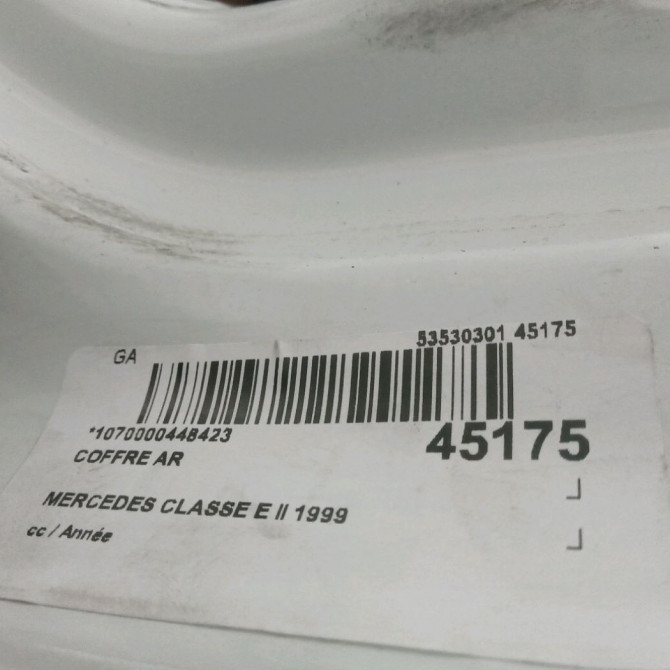 GA
53530301 45175
*1070000448423
45175
COFFRE AR
MERCEDES CLASSE E II 1999
cc / Année